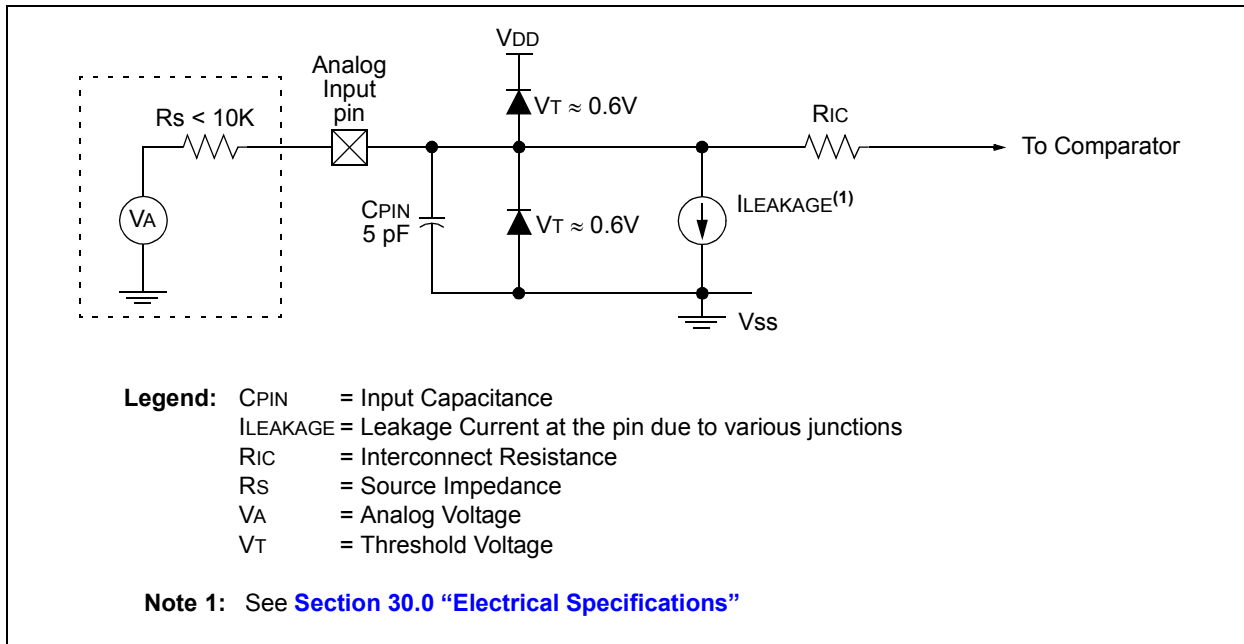 VDD
Analog
Input
pin
VT ≈ 0.6V
Rs < 10K
RIC
To Comparator
VA
CPIN
5 pF
VT ≈ 0.6V
ILEAKAGE(1)
Vss
Legend: CPIN = Input Capacitance
ILEAKAGE = Leakage Current at the pin due to various junctions
RIC = Interconnect Resistance
RS = Source Impedance
VA = Analog Voltage
VT = Threshold Voltage
Note 1: See Section 30.0 “Electrical Specifications”